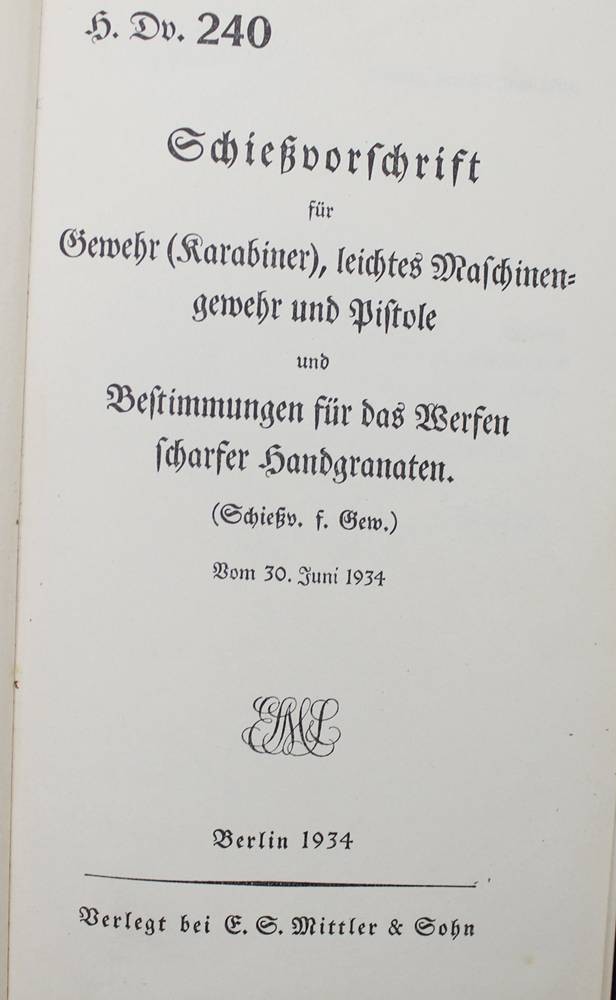 H. Dv. 240
Schießvorschrift
für
Gewehr (Karabiner), leichtes Maschinen-
gewehr und Pistole
und
Bestimmungen für das Werfen
scharfer Handgranaten.
(Schießv. f. Gew.)
Vom 30. Juni 1934
Berlin 1934
Verlegt bei E. S. Mittler & Sohn